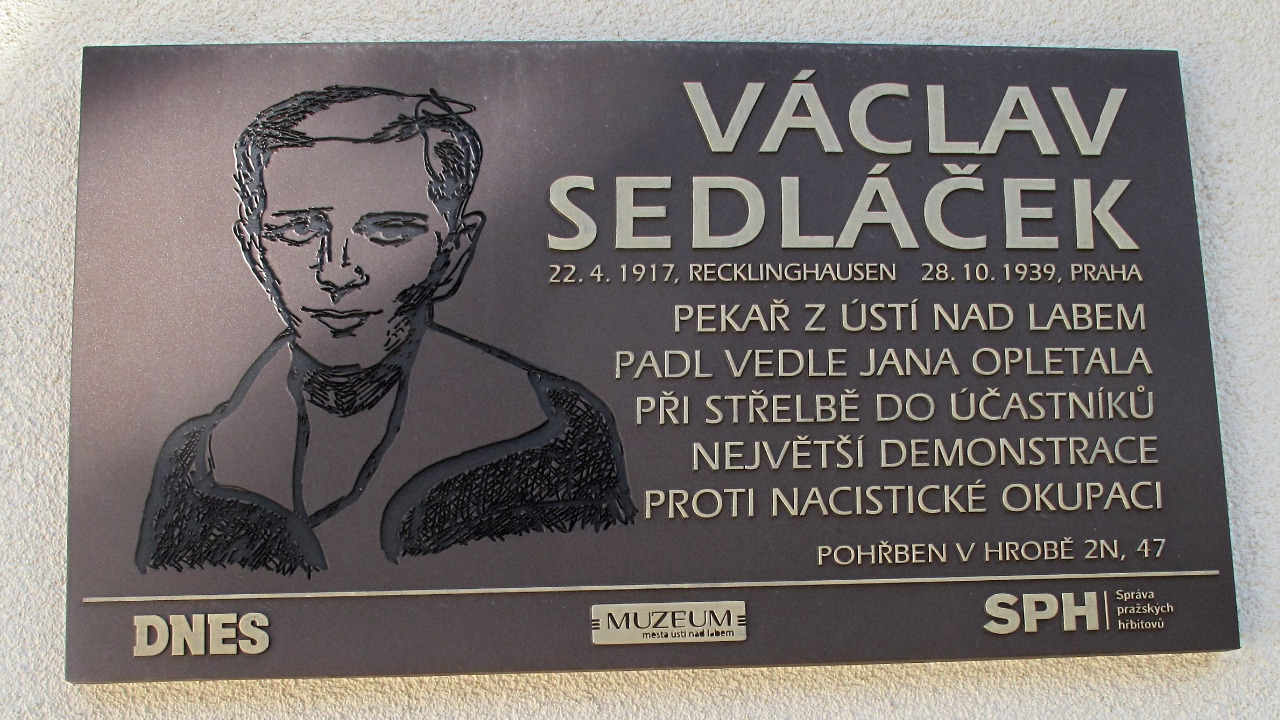 VÁCLAV
SEDLÁČEK
22. 4. 1917, RECKLINGHAUSEN 28. 10. 1939, PRAHA
PEKAŘ Z ÚSTÍ NAD LABEM
PADL VEDLE JANA OPLETALA
PŘI STŘELBĚ DO ÚČASTNÍKŮ
NEJVĚTŠÍ DEMONSTRACE
PROTI NACISTICKÉ OKUPACI
POHŘBEN V HROBĚ 2N, 47
DNES
MUZEUM
města ústí nad labem
SPH
Správa
pražských
hřbitovů